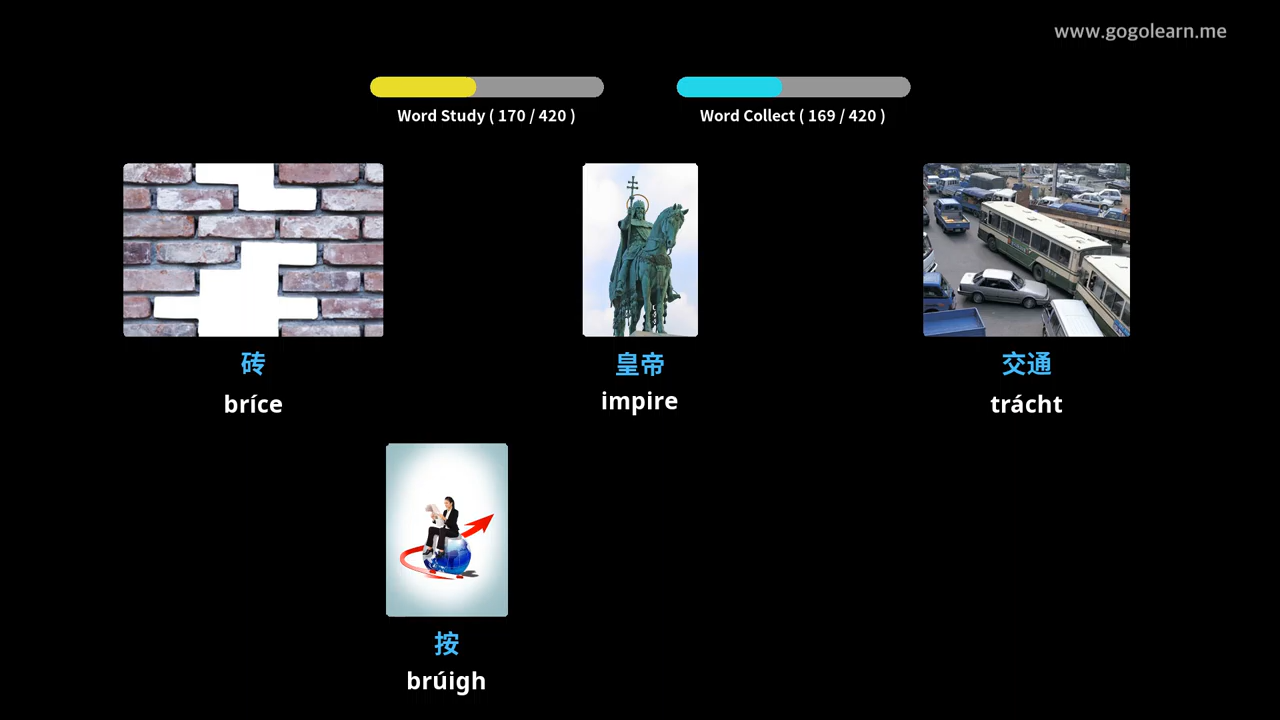 www.gogolearn.me
Word Study ( 170 / 420 )
Word Collect ( 169 / 420 )
砖
bríce
皇帝
impire
交通
trácht
按
brúigh